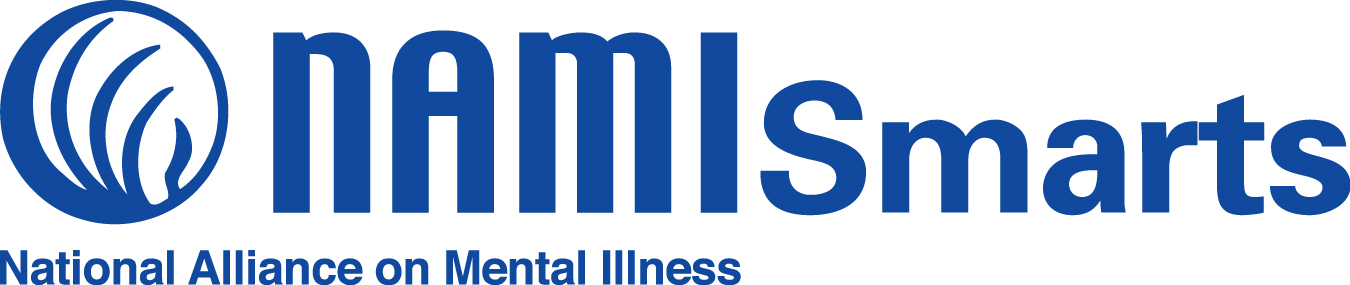 NAMI Smarts
National Alliance on Mental Illness